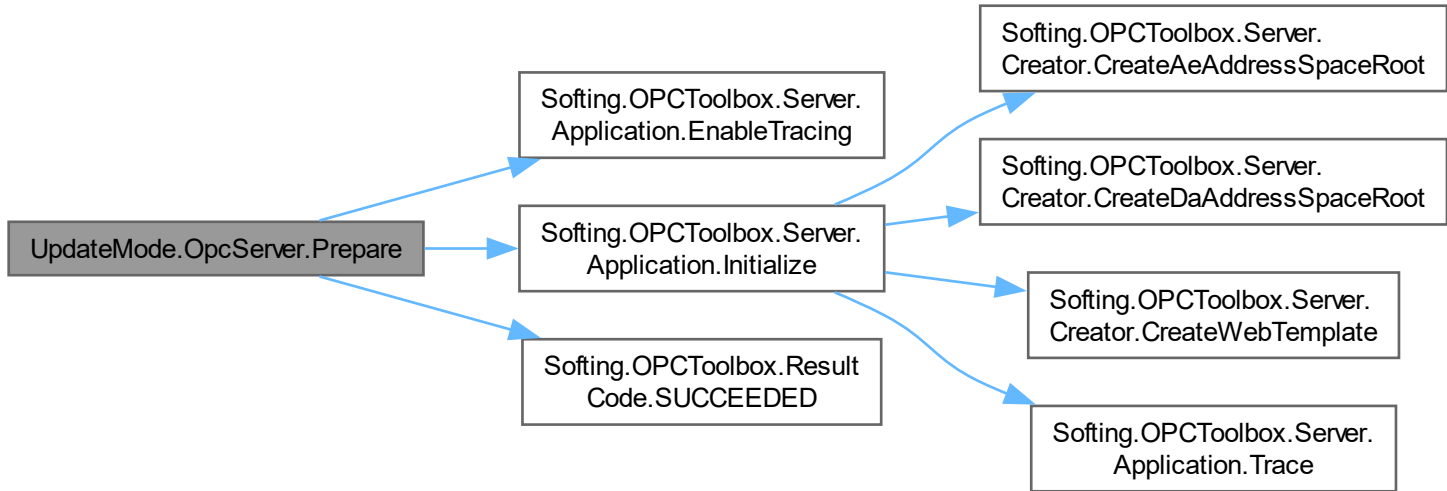 UpdateMode.OpcServer.Prepare
Softing.OPCToolbox.Server.
Application.EnableTracing
Softing.OPCToolbox.Server.
Application.Initialize
Softing.OPCToolbox.Result
Code.SUCCEEDED
Softing.OPCToolbox.Server.
Creator.CreateAeAddressSpaceRoot
Softing.OPCToolbox.Server.
Creator.CreateDaAddressSpaceRoot
Softing.OPCToolbox.Server.
Creator.CreateWebTemplate
Softing.OPCToolbox.Server.
Application.Trace